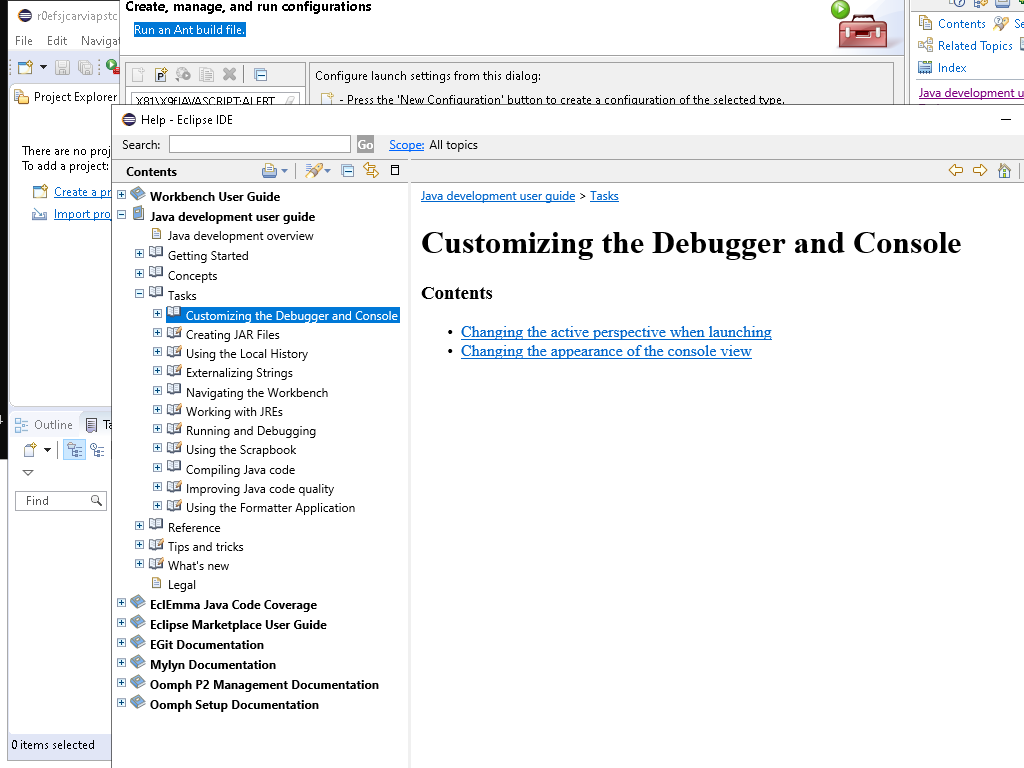 r0efsjcarviapstc
File Edit Navigat
Project Explorer
There are no proj
To add a project:
Create a pr
Import proj
Outline
Ta
Find
0 items selected
Create, manage, and run configurations
Run an Ant build file.
X81\X9fJAVASCRIPT:ALERT
Configure launch settings from this dialog:
- Press the 'New Configuration' button to create a configuration of the selected type.
Contents
Se
Related Topics
Index
Java development u
Help - Eclipse IDE
Search:
Go
Scope: All topics
Contents
Workbench User Guide
Java development user guide
Java development overview
Getting Started
Concepts
Tasks
Customizing the Debugger and Console
Creating JAR Files
Using the Local History
Externalizing Strings
Navigating the Workbench
Working with JREs
Running and Debugging
Using the Scrapbook
Compiling Java code
Improving Java code quality
Using the Formatter Application
Reference
Tips and tricks
What's new
Legal
EclEmma Java Code Coverage
Eclipse Marketplace User Guide
EGit Documentation
Mylyn Documentation
Oomph P2 Management Documentation
Oomph Setup Documentation
Java development user guide > Tasks
Customizing the Debugger and Console
Contents
• Changing the active perspective when launching
• Changing the appearance of the console view